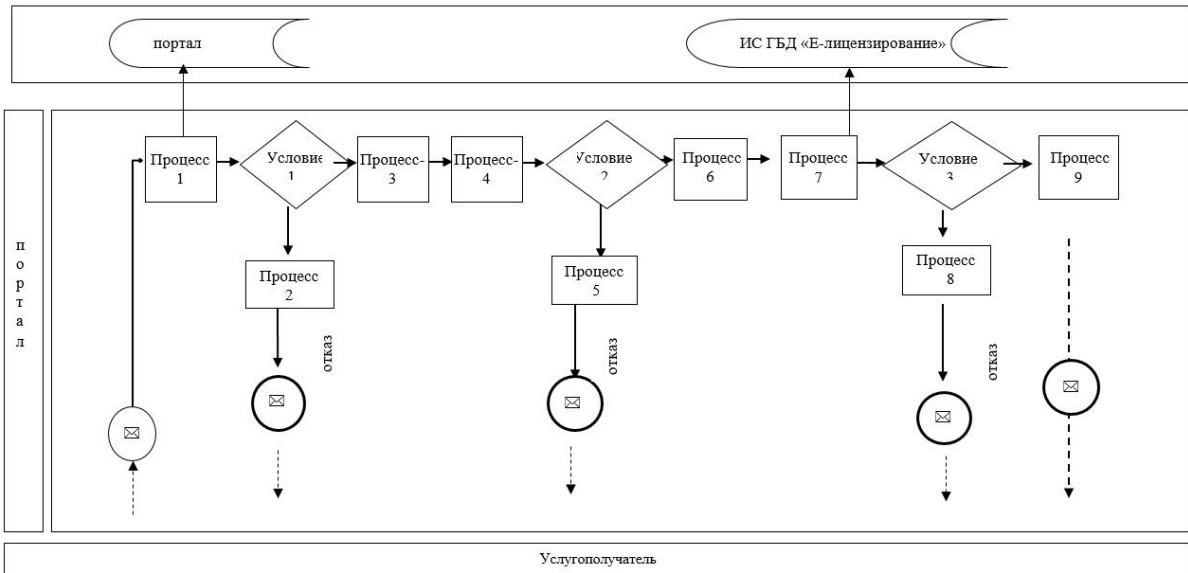 портал
ИС ГБД «Е-лицензирование»
портал
Процесс
1
Условие
1
Процесс-
3
Процесс-
4
Условие
2
Процесс
6
Процесс
7
Условие
3
Процесс
9
Процесс
2
Процесс
5
Процесс
8
отказ
отказ
отказ
Услугополучатель